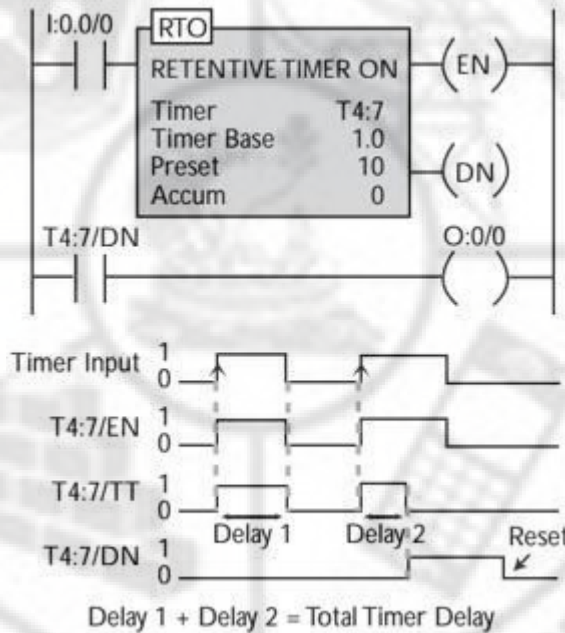 I:0.0/0
RTO
RETENTIVE TIMER ON
EN
Timer T4:7
Timer Base 1.0
Preset 10
DN
Accum 0
T4:7/DN O:0/0
Timer Input 1
0
T4:7/EN 1
0
T4:7/TT 1
0
Delay 1 Delay 2 Reset
T4:7/DN 1
0
Delay 1 + Delay 2 = Total Timer Delay